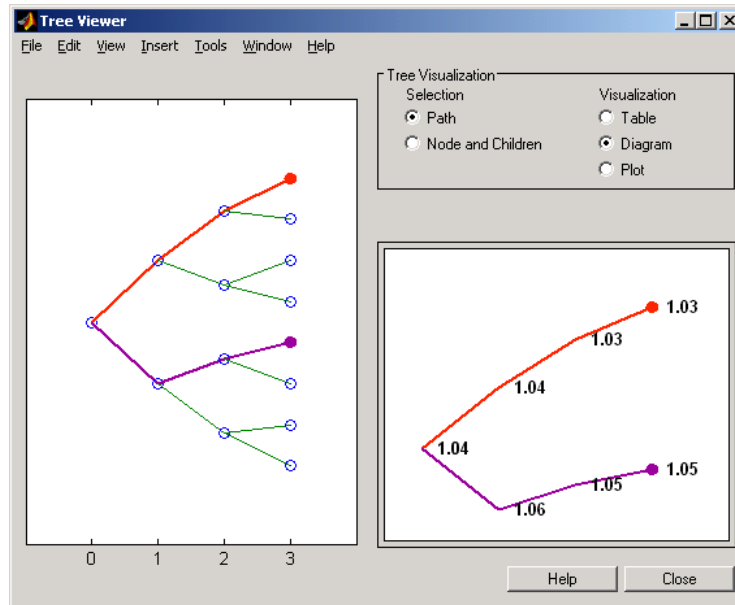 Tree Viewer
File Edit View Insert Tools Window Help
Tree Visualization
Selection
Visualization
Path
Table
Node and Children
Diagram
Plot
1.03
1.03
1.04
1.04
1.05
1.05
1.06
0 1 2 3
Help
Close